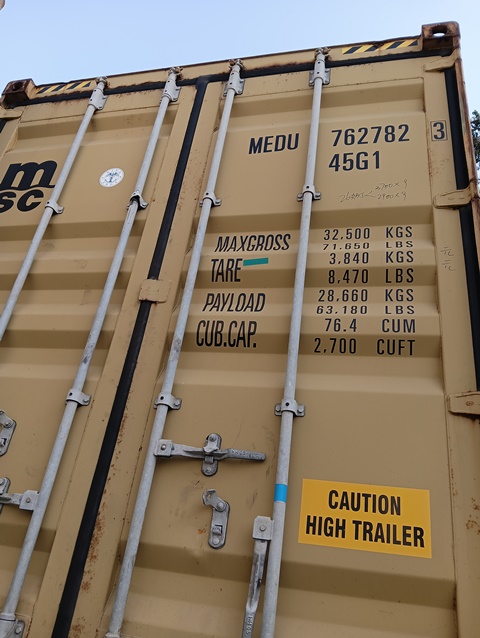 msc
MEDU 762782 3
45G1
MAXGROSS 32,500 KGS
71,650 LBS
TARE 3,840 KGS
8,470 LBS
PAYLOAD 28,660 KGS
63,180 LBS
CUB.CAP. 76.4 CUM
2,700 CUFT
CAUTION
HIGH TRAILER